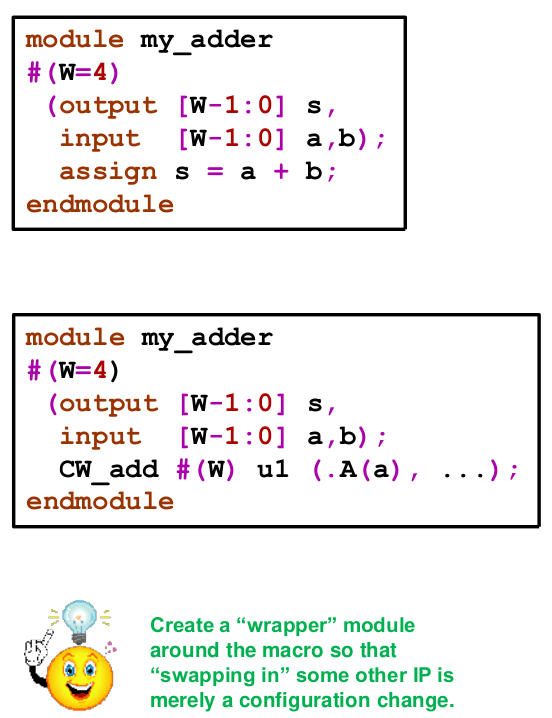 module my_adder
#(W=4)
(output [W-1:0] s,
input [W-1:0] a,b);
assign s = a + b;
endmodule
module my_adder
#(W=4)
(output [W-1:0] s,
input [W-1:0] a,b);
CW_add #(W) u1 (.A(a), ...);
endmodule
Create a “wrapper” module
around the macro so that
“swapping in” some other IP is
merely a configuration change.